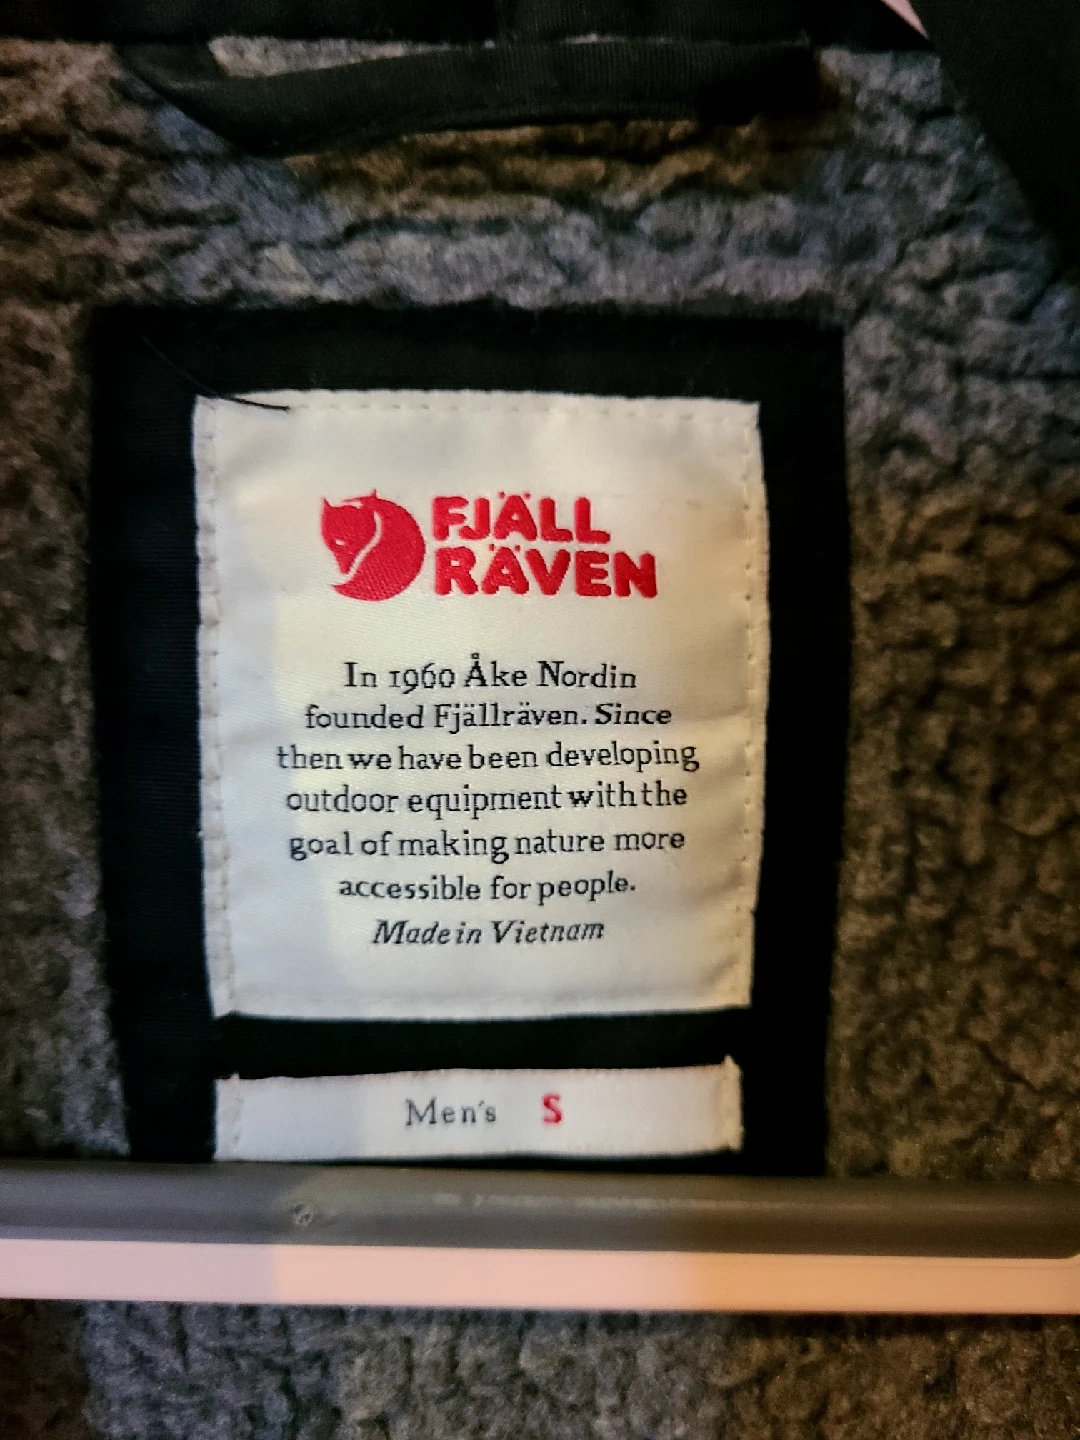 FJÄLL
RÄVEN
In 1960 Åke Nordin
founded Fjällräven. Since
then we have been developing
outdoor equipment with the
goal of making nature more
accessible for people.
Made in Vietnam
Men's S